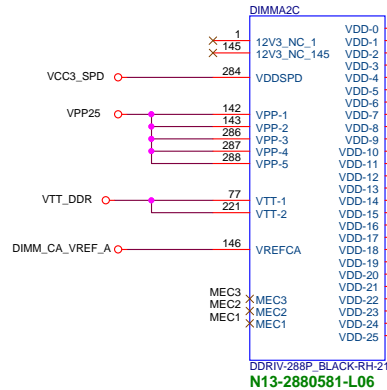 DIMMA2C
1 12V3_NC_1 VDD-0
145 12V3_NC_145 VDD-1
VDD-2
VDD-3
VCC3_SPD 284 VDDSPD VDD-4
VDD-5
VDD-6
VPP25 142 VPP-1 VDD-7
143 VPP-2 VDD-8
286 VPP-3 VDD-9
287 VPP-4 VDD-10
288 VPP-5 VDD-11
VDD-12
VDD-13
VTT_DDR 77 VTT-1 VDD-14
221 VTT-2 VDD-15
VDD-16
VDD-17
DIMM_CA_VREF_A 146 VREFCA VDD-18
VDD-19
VDD-20
VDD-21
MEC3 MEC3 VDD-22
MEC2 MEC2 VDD-23
MEC1 MEC1 VDD-24
VDD-25
DDRIV-288P_BLACK-RH-21
N13-2880581-L06